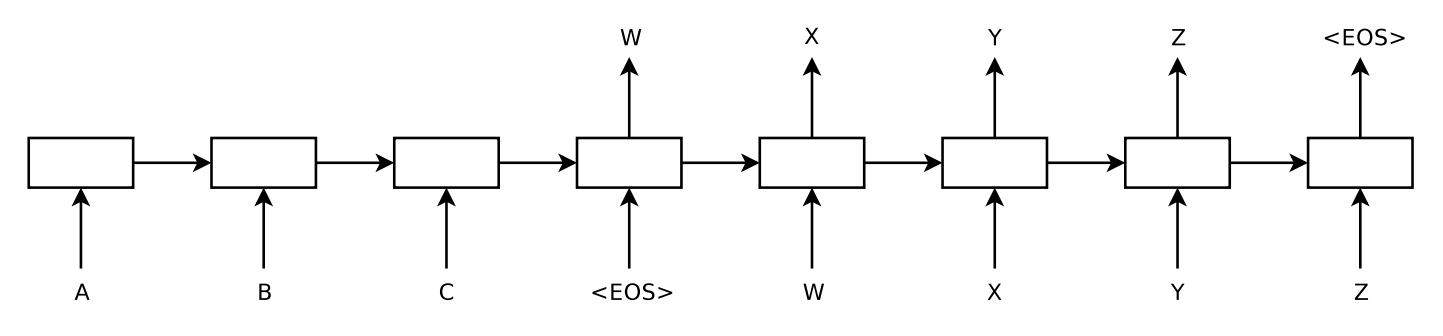 W X Y Z <EOS>
A B C <EOS> W X Y Z